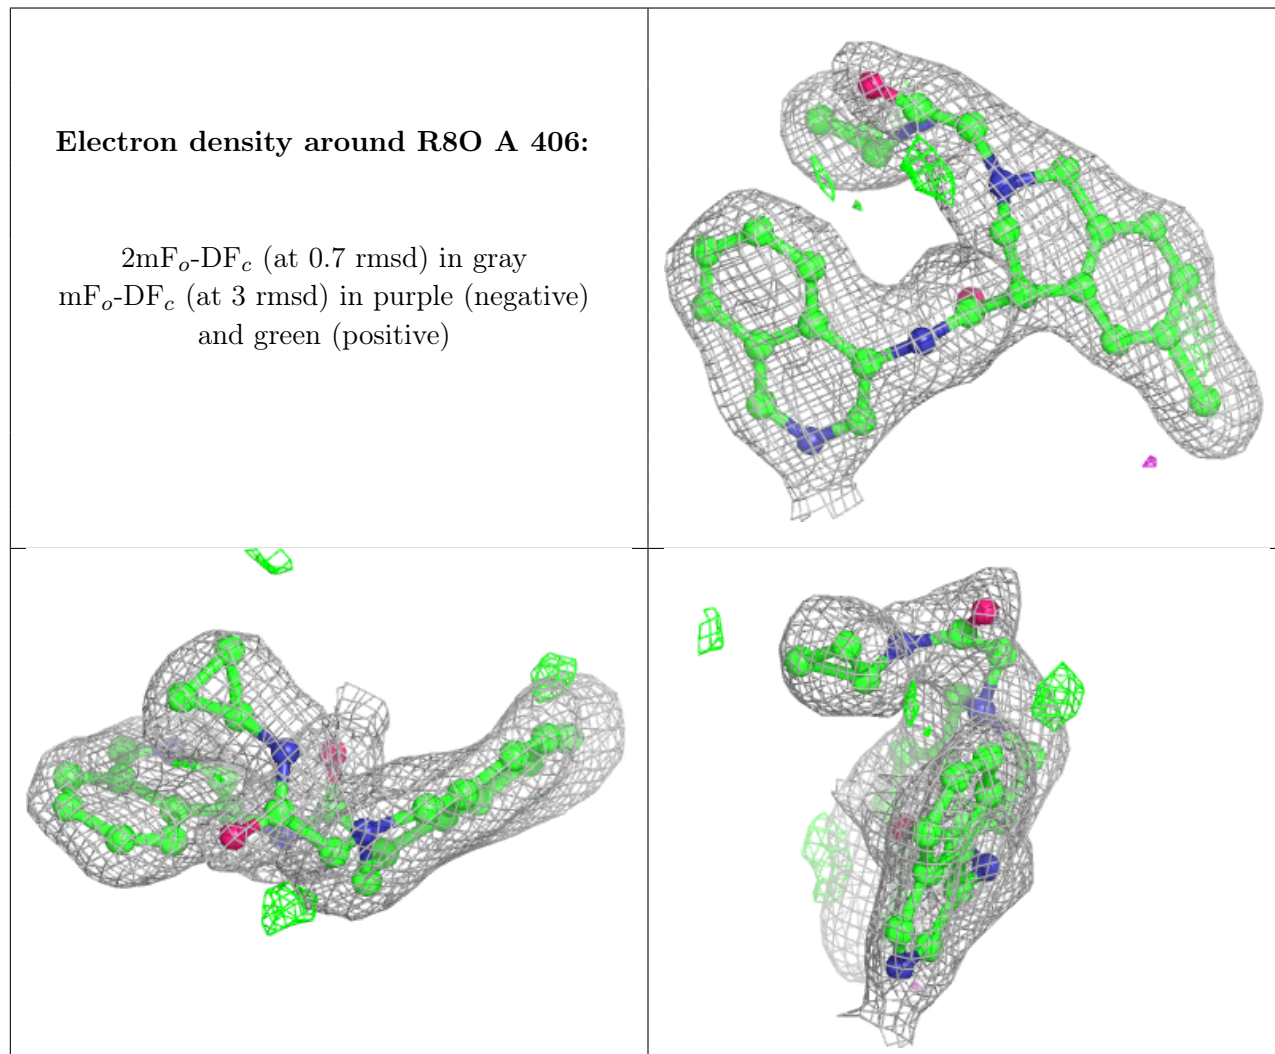 Electron density around R8O A 406:
2mFo-DFc (at 0.7 rmsd) in gray
mFo-DFc (at 3 rmsd) in purple (negative)
and green (positive)